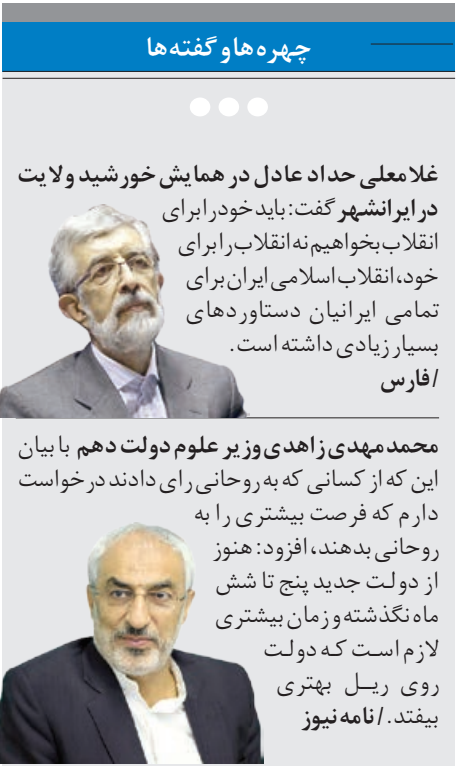 چهره‌ها و گفته‌ها
غلامعلی حداد عادل در همایش خورشید ولایت
در ایرانشهر گفت: باید خود را برای
انقلاب بخواهیم نه انقلاب را برای
خود، انقلاب اسلامی ایران برای
تمامی ایرانیان دستاوردهای
بسیار زیادی داشته است.
/فارس
محمدمهدی زاهدی وزیر علوم دولت دهم با بیان
این که از کسانی که به روحانی رای دادند درخواست
دارم که فرصت بیشتری را به
روحانی بدهند، افزود: هنوز
از دولت جدید پنج تا شش
ماه نگذشته و زمان بیشتری
لازم است که دولت
روی ریل بهتری
بیفتد./نامه نیوز